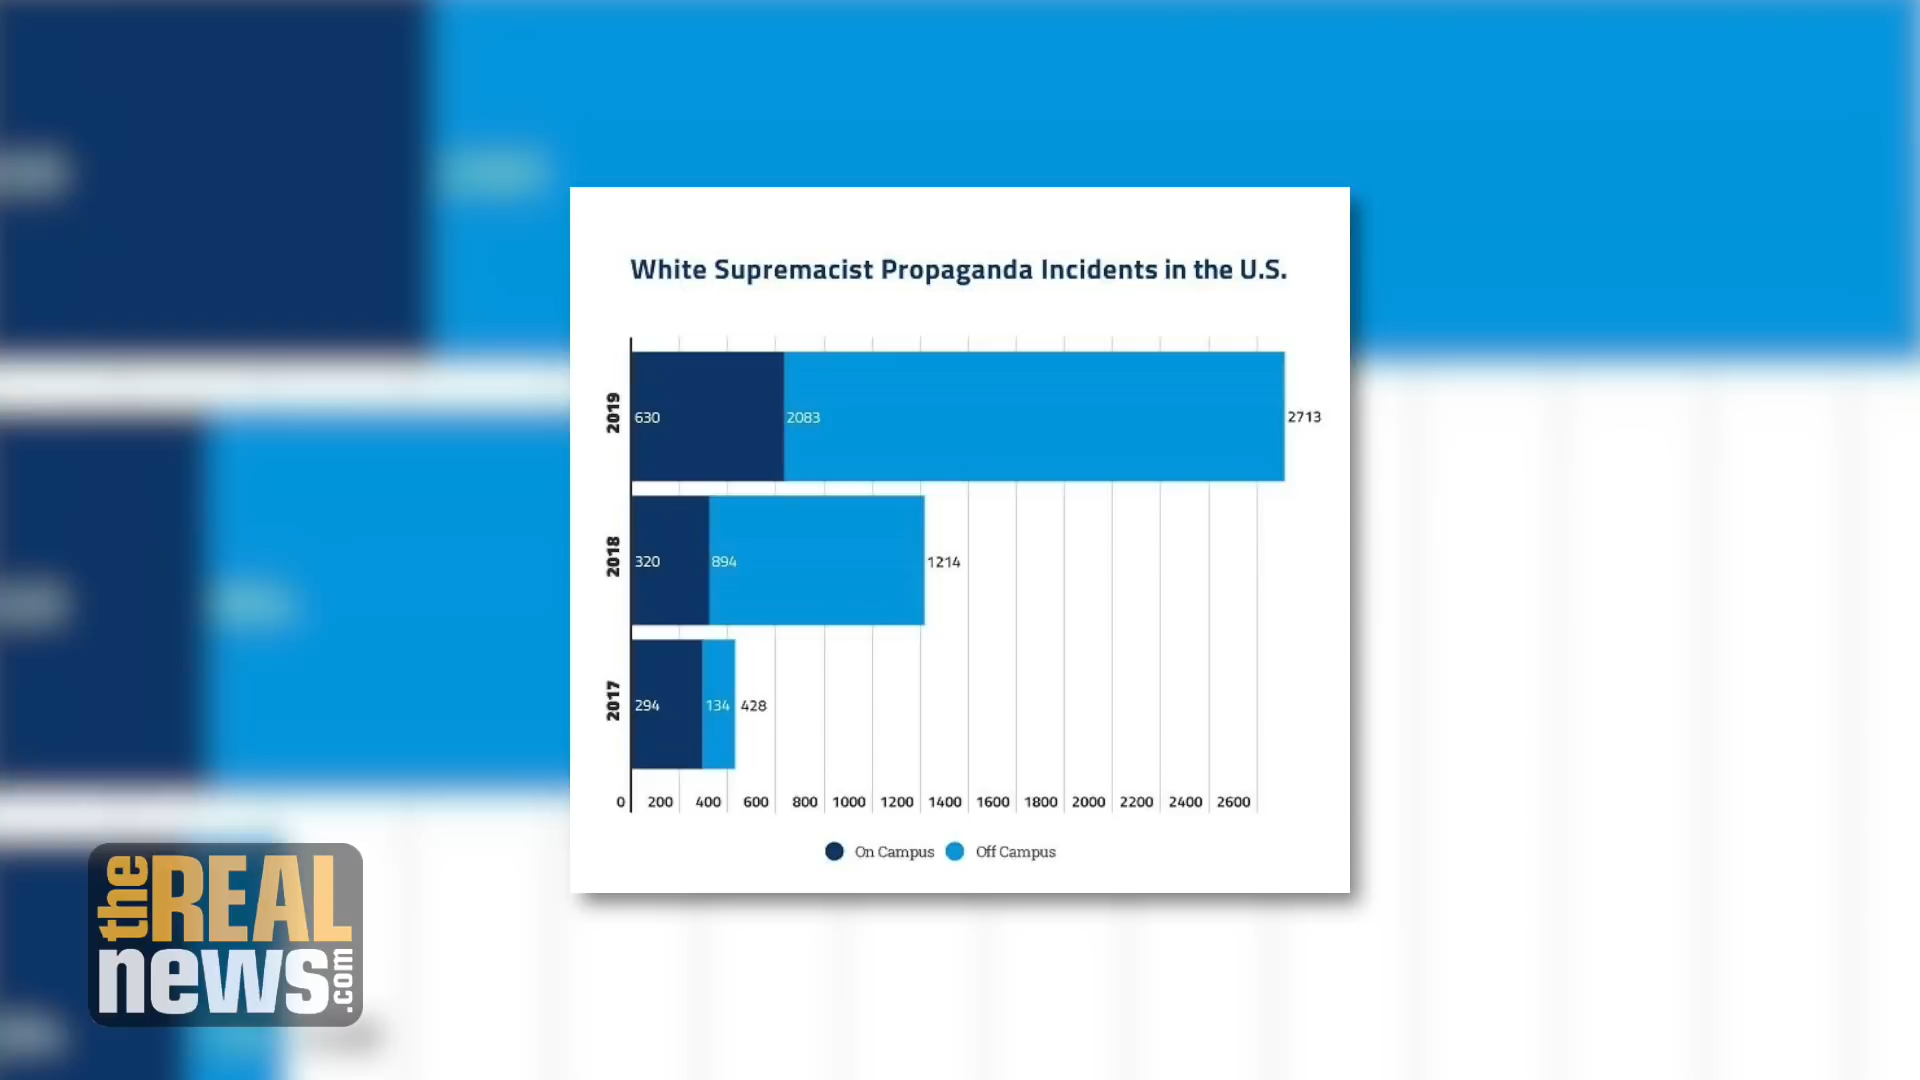 White Supremacist Propaganda Incidents in the U.S.
2019
630
2083
2713
2018
320
894
1214
2017
294
134
428
0 200 400 600 800 1000 1200 1400 1600 1800 2000 2200 2400 2600
On Campus Off Campus
the REAL
news.com